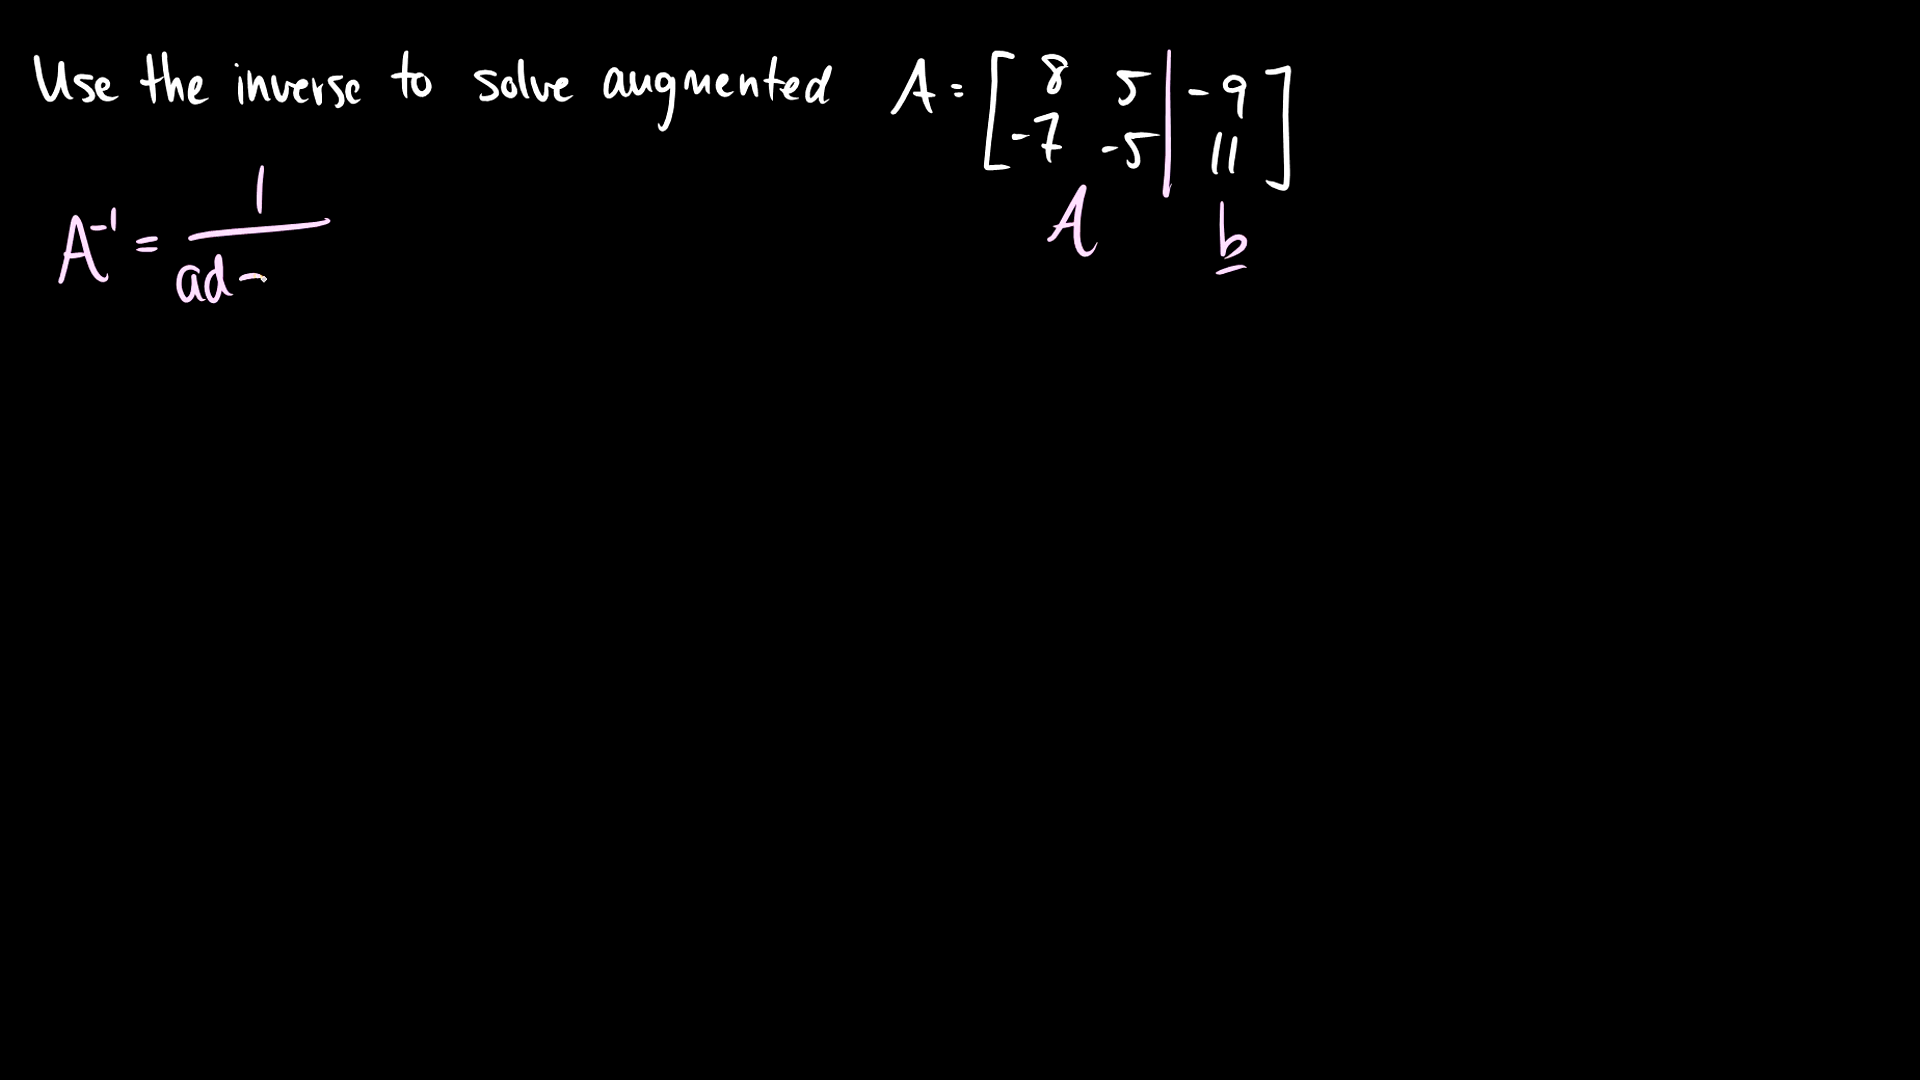 Use the inverse to solve augmented A = [ 8 5 | -9
-7 -5 | 11 ]
A b
A⁻¹ = 1
ad -